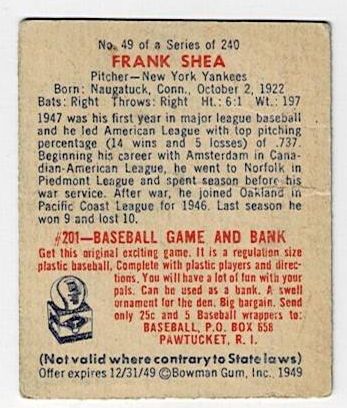 No. 49 of a Series of 240
FRANK SHEA
Pitcher—New York Yankees
Born: Naugatuck, Conn., October 2, 1922
Bats: Right Throws: Right Ht.: 6:1 Wt.: 197
1947 was his first year in major league baseball
and he led American League with top pitching
percentage (14 wins and 5 losses) of .737.
Beginning his career with Amsterdam in Cana-
dian-American League, he went to Norfolk in
Piedmont League and spent season before his
war service. After war, he joined Oakland in
Pacific Coast League for 1946. Last season he
won 9 and lost 10.
#201—BASEBALL GAME AND BANK
Get this original exciting game. It is a regulation size
plastic baseball. Complete with plastic players and direc-
tions. You will have a lot of fun with your
pals. Can be used as a bank. A swell
ornament for the den. Big bargain. Send
only 25c and 5 Baseball wrappers to:
BASEBALL, P.O. BOX 658
PAWTUCKET, R. I.
(Not valid where contrary to State laws)
Offer expires 12/31/49 ©Bowman Gum, Inc., 1949